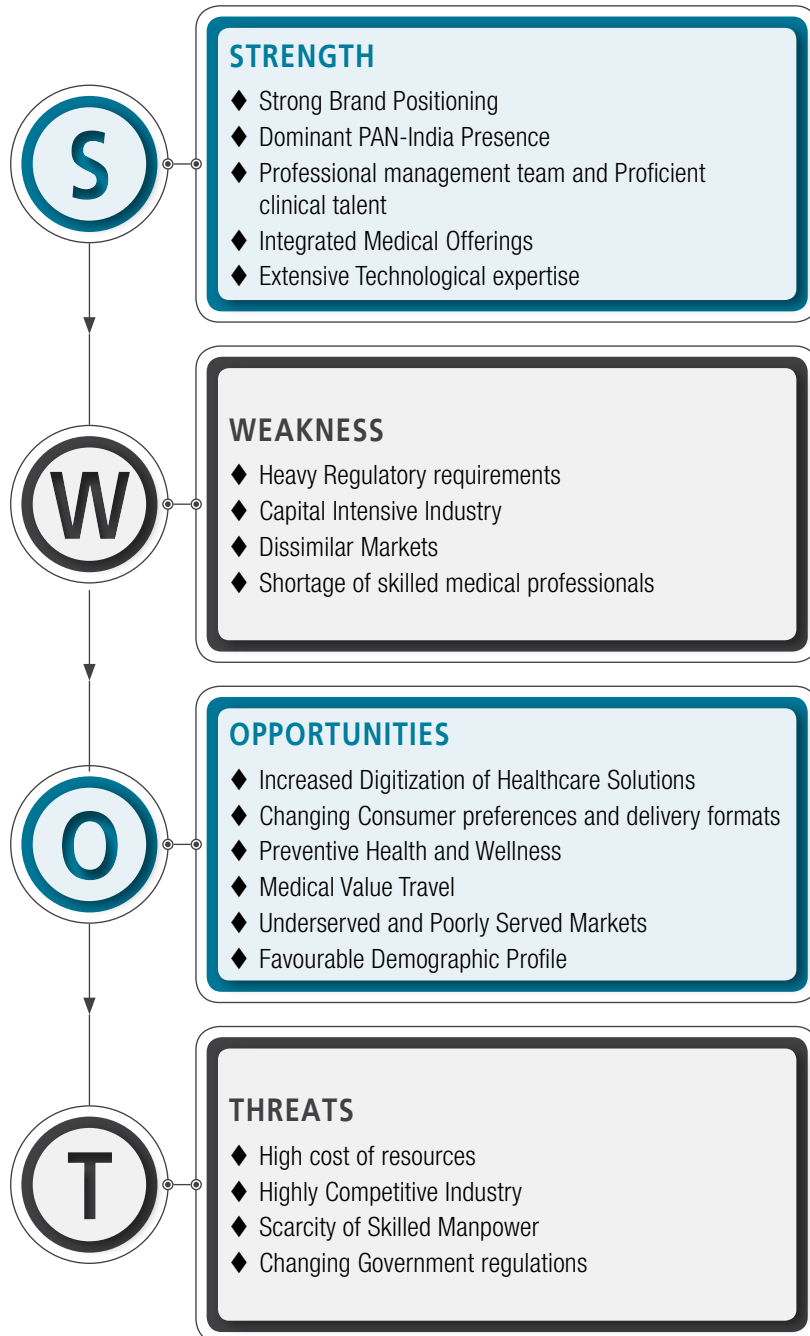 S
STRENGTH
♦ Strong Brand Positioning
♦ Dominant PAN-India Presence
♦ Professional management team and Proficient
clinical talent
♦ Integrated Medical Offerings
♦ Extensive Technological expertise
W
WEAKNESS
♦ Heavy Regulatory requirements
♦ Capital Intensive Industry
♦ Dissimilar Markets
♦ Shortage of skilled medical professionals
O
OPPORTUNITIES
♦ Increased Digitization of Healthcare Solutions
♦ Changing Consumer preferences and delivery formats
♦ Preventive Health and Wellness
♦ Medical Value Travel
♦ Underserved and Poorly Served Markets
♦ Favourable Demographic Profile
T
THREATS
♦ High cost of resources
♦ Highly Competitive Industry
♦ Scarcity of Skilled Manpower
♦ Changing Government regulations